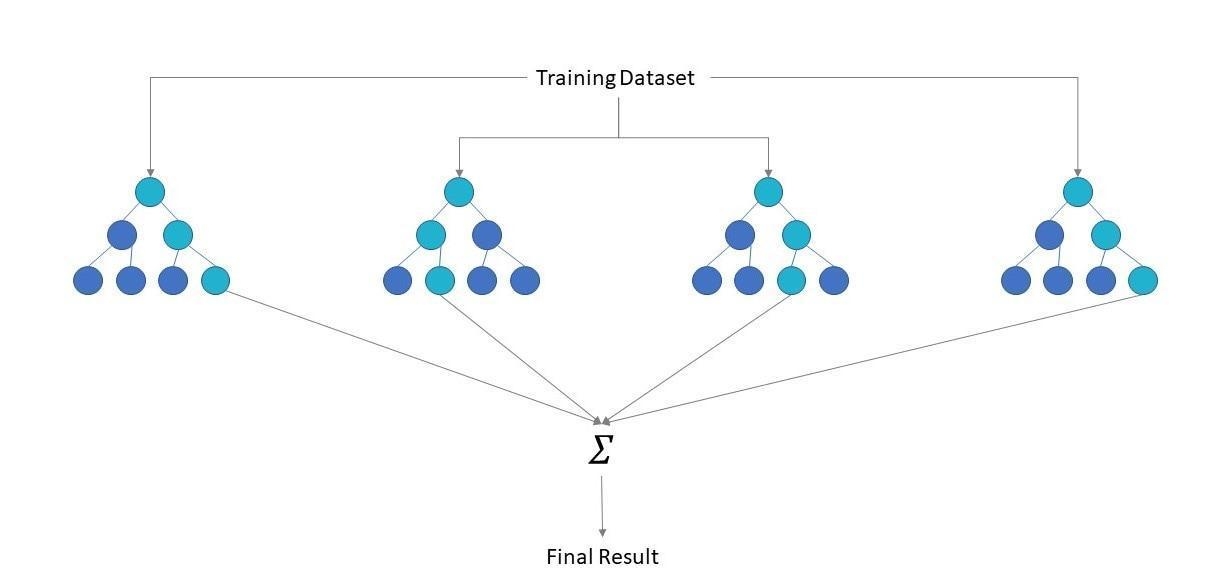 Training Dataset
Σ
Final Result